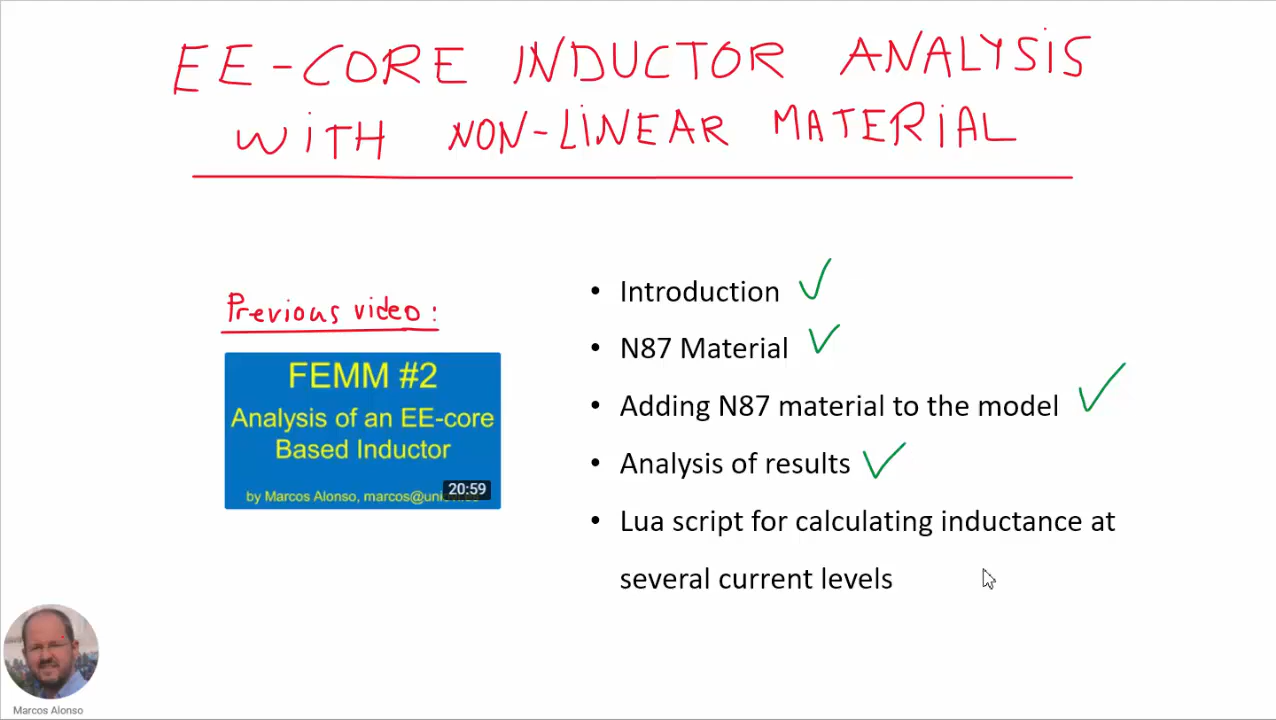 EE-CORE INDUCTOR ANALYSIS
WITH NON-LINEAR MATERIAL
Previous video:
FEMM #2
Analysis of an EE-core
Based Inductor
by Marcos Alonso,
20:59
• Introduction
• N87 Material
• Adding N87 material to the model
• Analysis of results
• Lua script for calculating inductance at
several current levels
Marcos Alonso